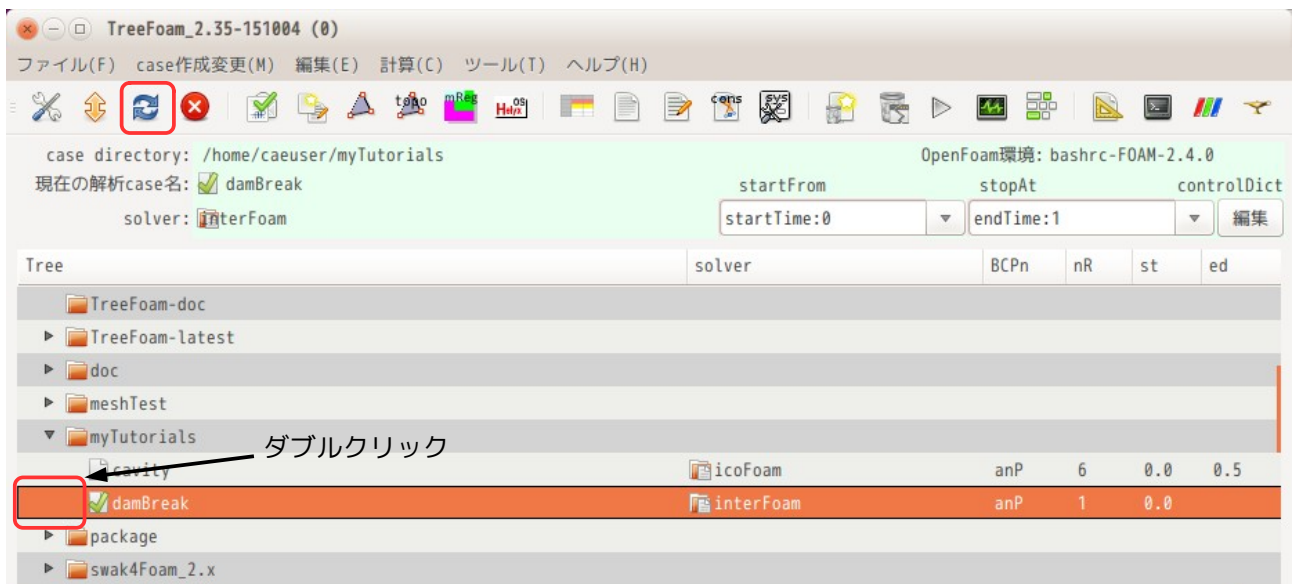 TreeFoam_2.35-151004 (0)
ファイル(F) case作成変更(M) 編集(E) 計算(C) ツール(T) ヘルプ(H)
topo mReg Helyx OS cons SYS
case directory: /home/caeuser/myTutorials OpenFoam環境: bashrc-FOAM-2.4.0
現在の解析case名: damBreak startFrom stopAt controlDict
solver: interFoam startTime:0 endTime:1 編集
Tree solver BCPn nR st ed
TreeFoam-doc
TreeFoam-latest
doc
meshTest
myTutorials
ダブルクリック
cavity icoFoam anP 6 0.0 0.5
damBreak interFoam anP 1 0.0
package
swak4Foam_2.x